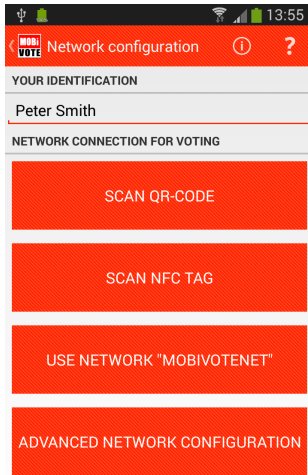 13:55
MOBI
VOTE
Network configuration
?
YOUR IDENTIFICATION
Peter Smith
NETWORK CONNECTION FOR VOTING
SCAN QR-CODE
SCAN NFC TAG
USE NETWORK "MOBIVOTENET"
ADVANCED NETWORK CONFIGURATION